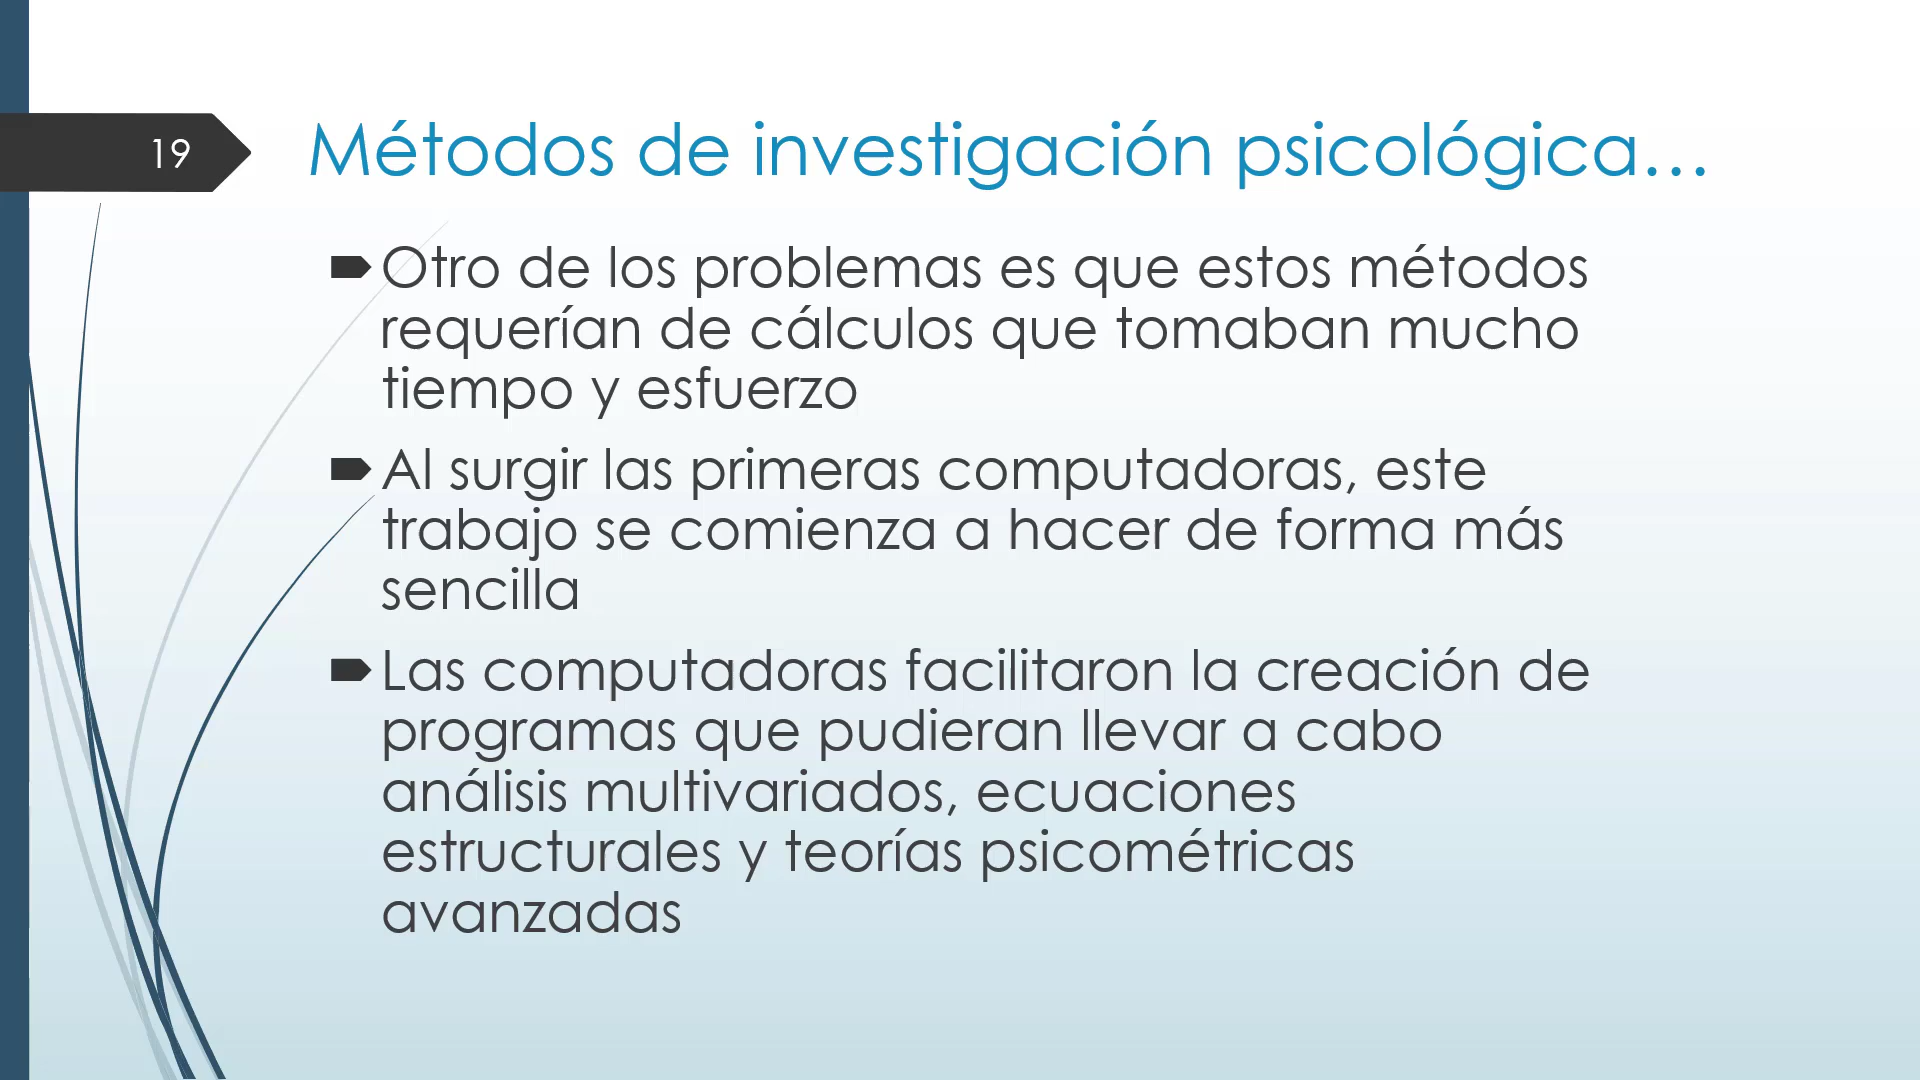 19
Métodos de investigación psicológica...
Otro de los problemas es que estos métodos
requerían de cálculos que tomaban mucho
tiempo y esfuerzo
Al surgir las primeras computadoras, este
trabajo se comienza a hacer de forma más
sencilla
Las computadoras facilitaron la creación de
programas que pudieran llevar a cabo
análisis multivariados, ecuaciones
estructurales y teorías psicométricas
avanzadas